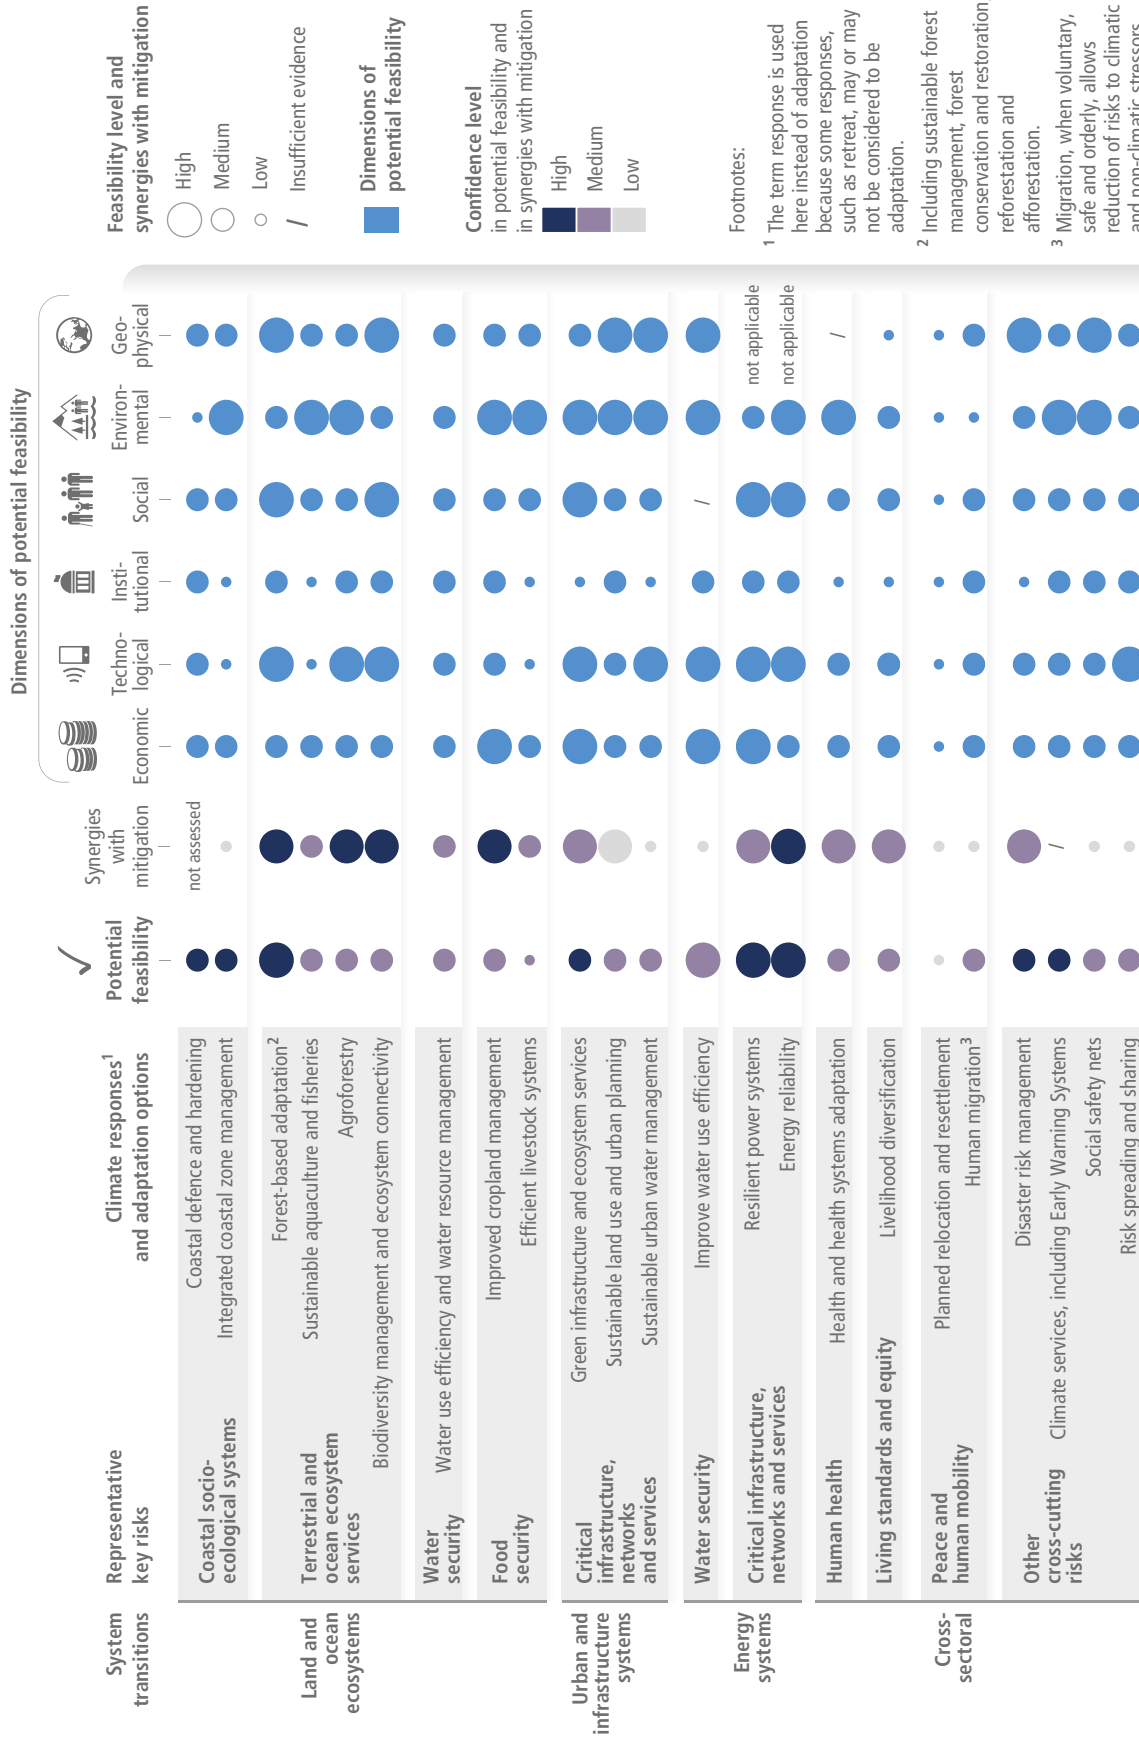 Dimensions of potential feasibility
System
transitions
Representative
key risks
Climate responses1
and adaptation options
Potential
feasibility
Synergies
with
mitigation
Economic
Techno-
logical
Insti-
tutional
Social
Environ-
mental
Geo-
physical
Land and
ocean
ecosystems
Coastal socio-
ecological systems
Coastal defence and hardening
not assessed
Integrated coastal zone management
Terrestrial and
ocean ecosystem
services
Forest-based adaptation2
Sustainable aquaculture and fisheries
Agroforestry
Biodiversity management and ecosystem connectivity
Water
security
Water use efficiency and water resource management
Food
security
Improved cropland management
Efficient livestock systems
Urban and
infrastructure
systems
Critical
infrastructure,
networks
and services
Green infrastructure and ecosystem services
Sustainable land use and urban planning
Sustainable urban water management
Water security
Improve water use efficiency
/
Energy
systems
Critical infrastructure,
networks and services
Resilient power systems
not applicable
Energy reliability
not applicable
Cross-
sectoral
Human health
Health and health systems adaptation
/
Living standards and equity
Livelihood diversification
Peace and
human mobility
Planned relocation and resettlement
Human migration3
Other
cross-cutting
risks
Disaster risk management
Climate services, including Early Warning Systems
/
Social safety nets
Risk spreading and sharing
Feasibility level and
synergies with mitigation
High
Medium
Low
/ Insufficient evidence
Dimensions of
potential feasibility
Confidence level
in potential feasibility and
in synergies with mitigation
High
Medium
Low
Footnotes:
1 The term response is used
here instead of adaptation
because some responses,
such as retreat, may or may
not be considered to be
adaptation.
2 Including sustainable forest
management, forest
conservation and restoration,
reforestation and
afforestation.
3 Migration, when voluntary,
safe and orderly, allows
reduction of risks to climatic
and non-climatic stressors